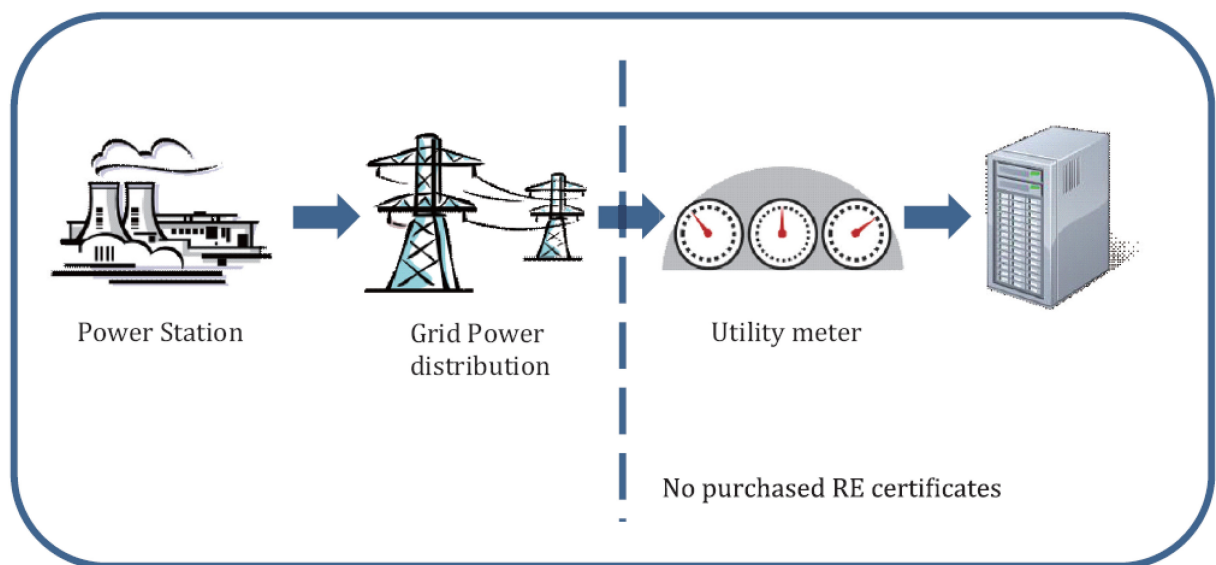 Power Station
Grid Power
distribution
Utility meter
No purchased RE certificates